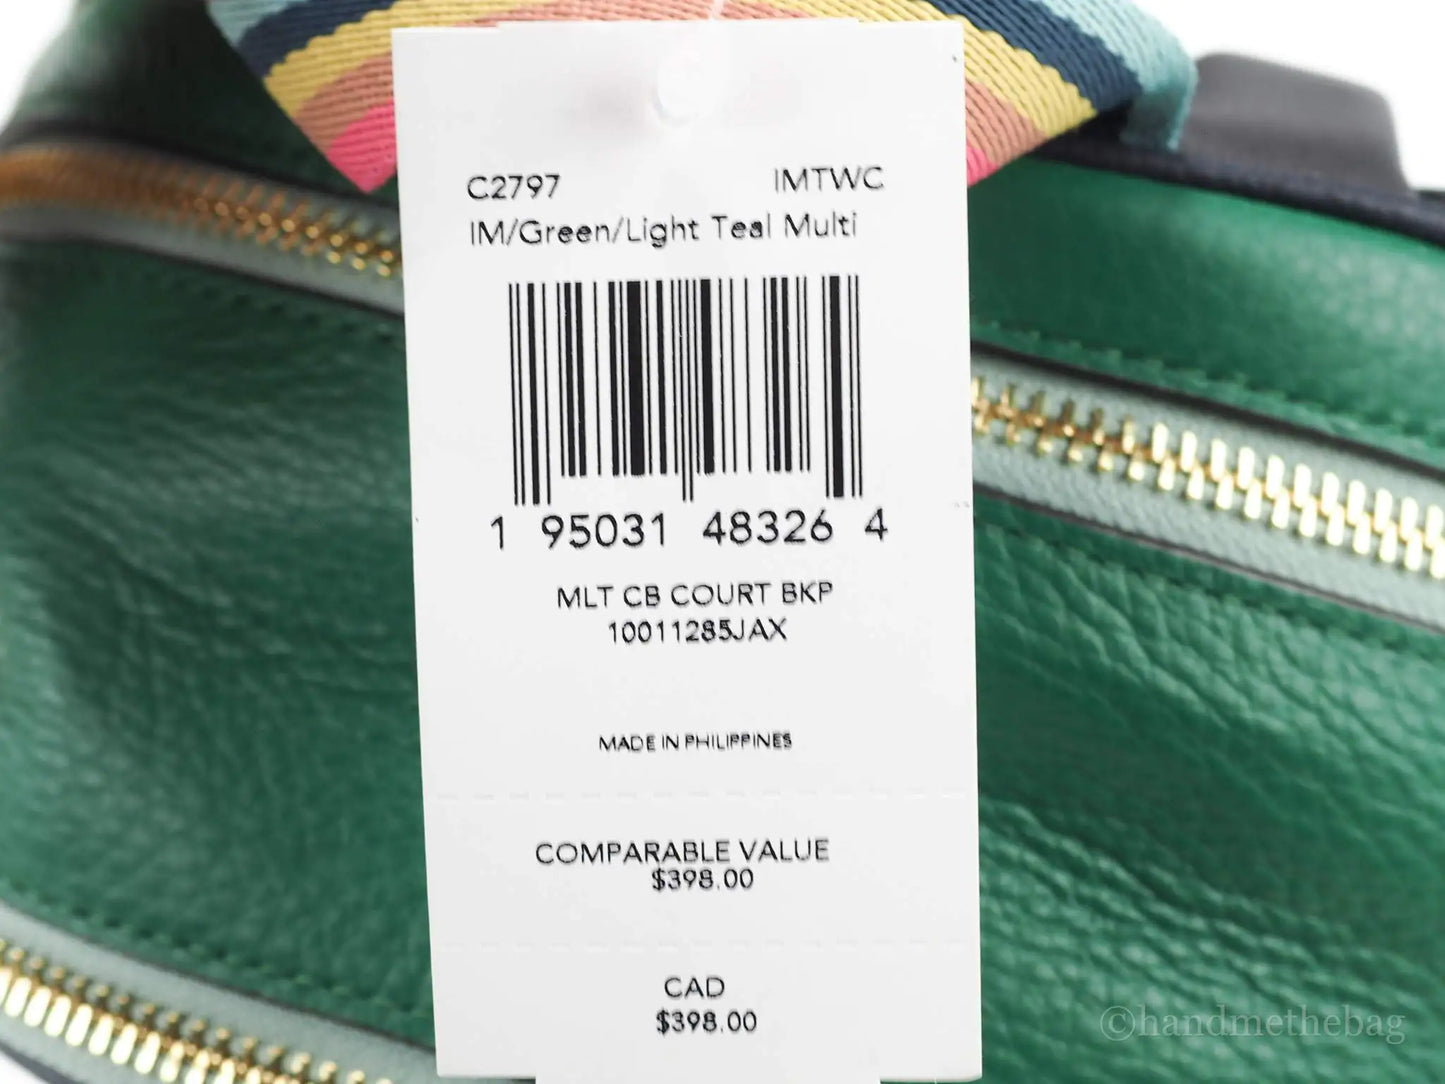 C2797 IMTWC
IM/Green/Light Teal Multi
1 95031 48326 4
MLT CB COURT BKP
10011285JAX
MADE IN PHILIPPINES
COMPARABLE VALUE
$398.00
CAD
$398.00
©handmethebag